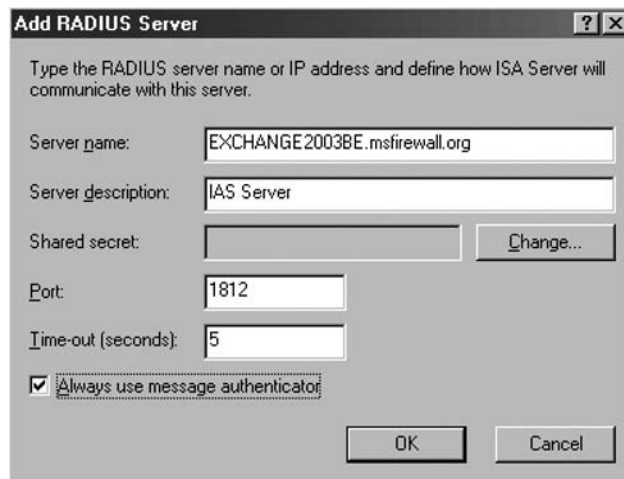 Add RADIUS Server
Type the RADIUS server name or IP address and define how ISA Server will
communicate with this server.
Server name: EXCHANGE2003BE.msfirewall.org
Server description: IAS Server
Shared secret: Change...
Port: 1812
Time-out (seconds): 5
Always use message authenticator
OK Cancel